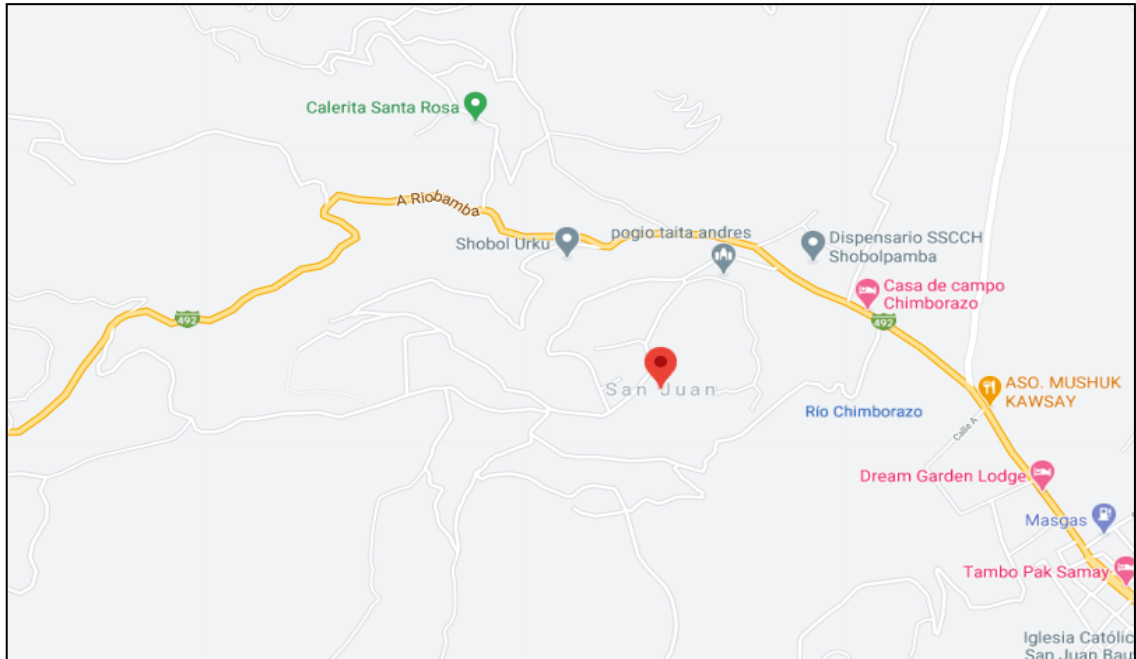 Calerita Santa Rosa
A Riobamba
Shobol Urku
pogio taita andres
Dispensario SSCCH
Shobolpamba
Casa de campo
Chimborazo
492
492
San Juan
ASO. MUSHUK
KAWSAY
Río Chimborazo
Calle A
Dream Garden Lodge
Masgas
Tambo Pak Samay
Iglesia Católic
San Juan Baut